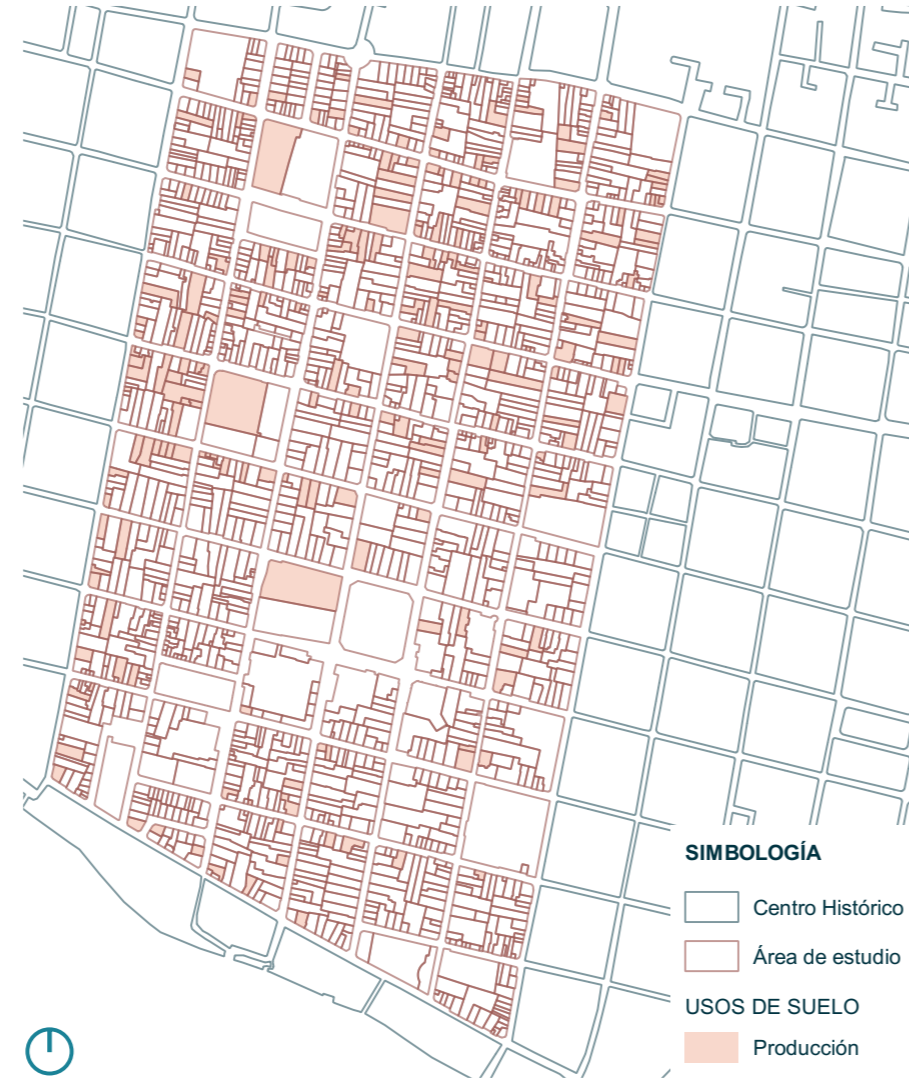 SIMBOLOGÍA
Centro Histórico
Área de estudio
USOS DE SUELO
Producción